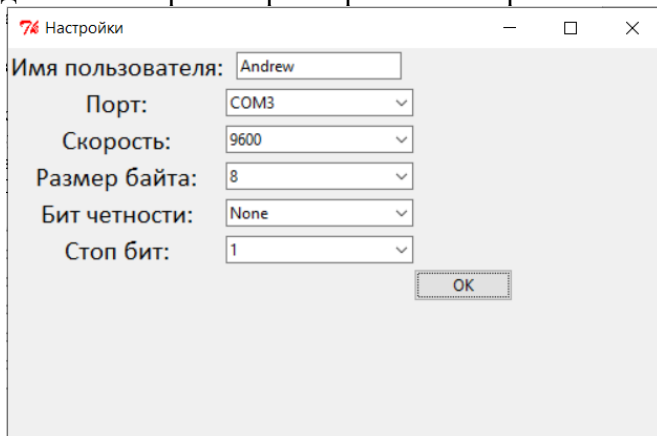 Настройки
Имя пользователя: Andrew
Порт: COM3
Скорость: 9600
Размер байта: 8
Бит четности: None
Стоп бит: 1
OK